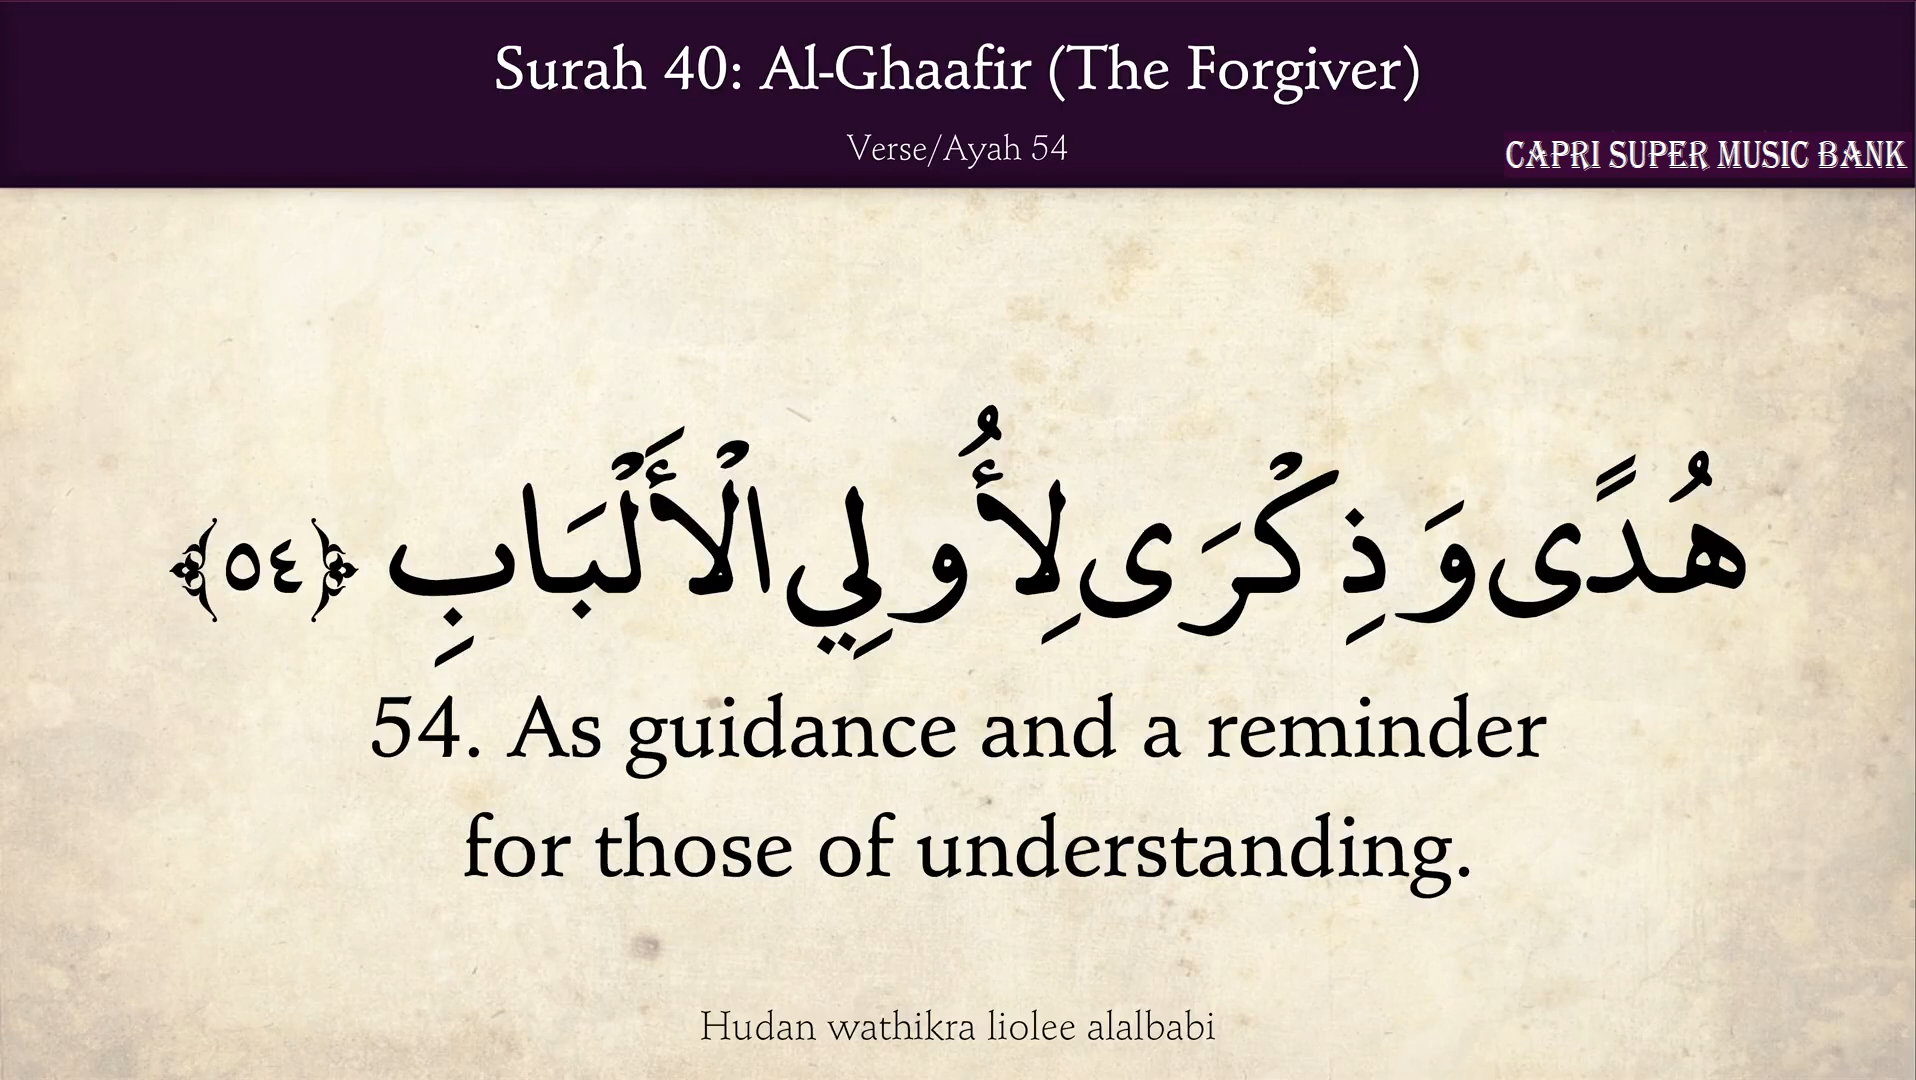 Surah 40: Al-Ghaafir (The Forgiver)
Verse/Ayah 54
CAPRI SUPER MUSIC BANK
هُدًى وَذِكْرَى لِأُولِي الْأَلْبَابِ ﴿٥٤﴾
54. As guidance and a reminder
for those of understanding.
Hudan wathikra liolee alalbabi